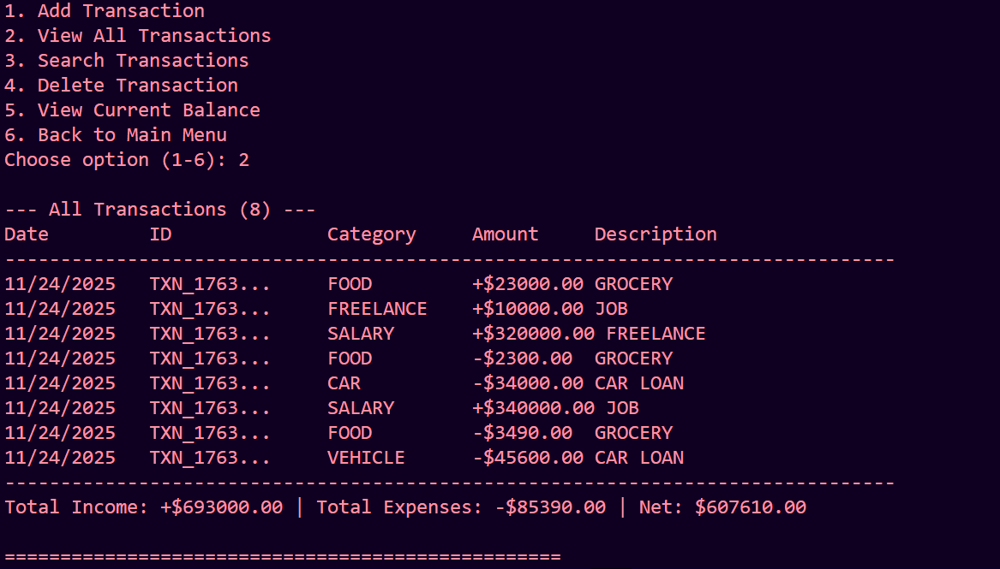 1. Add Transaction
2. View All Transactions
3. Search Transactions
4. Delete Transaction
5. View Current Balance
6. Back to Main Menu
Choose option (1-6): 2
--- All Transactions (8) ---
Date         ID              Category     Amount     Description
--------------------------------------------------------------------------------
11/24/2025   TXN_1763...     FOOD         +$23000.00 GROCERY
11/24/2025   TXN_1763...     FREELANCE    +$10000.00 JOB
11/24/2025   TXN_1763...     SALARY       +$320000.00 FREELANCE
11/24/2025   TXN_1763...     FOOD         -$2300.00  GROCERY
11/24/2025   TXN_1763...     CAR          -$34000.00 CAR LOAN
11/24/2025   TXN_1763...     SALARY       +$340000.00 JOB
11/24/2025   TXN_1763...     FOOD         -$3490.00  GROCERY
11/24/2025   TXN_1763...     VEHICLE      -$45600.00 CAR LOAN
--------------------------------------------------------------------------------
Total Income: +$693000.00 | Total Expenses: -$85390.00 | Net: $607610.00
==================================================